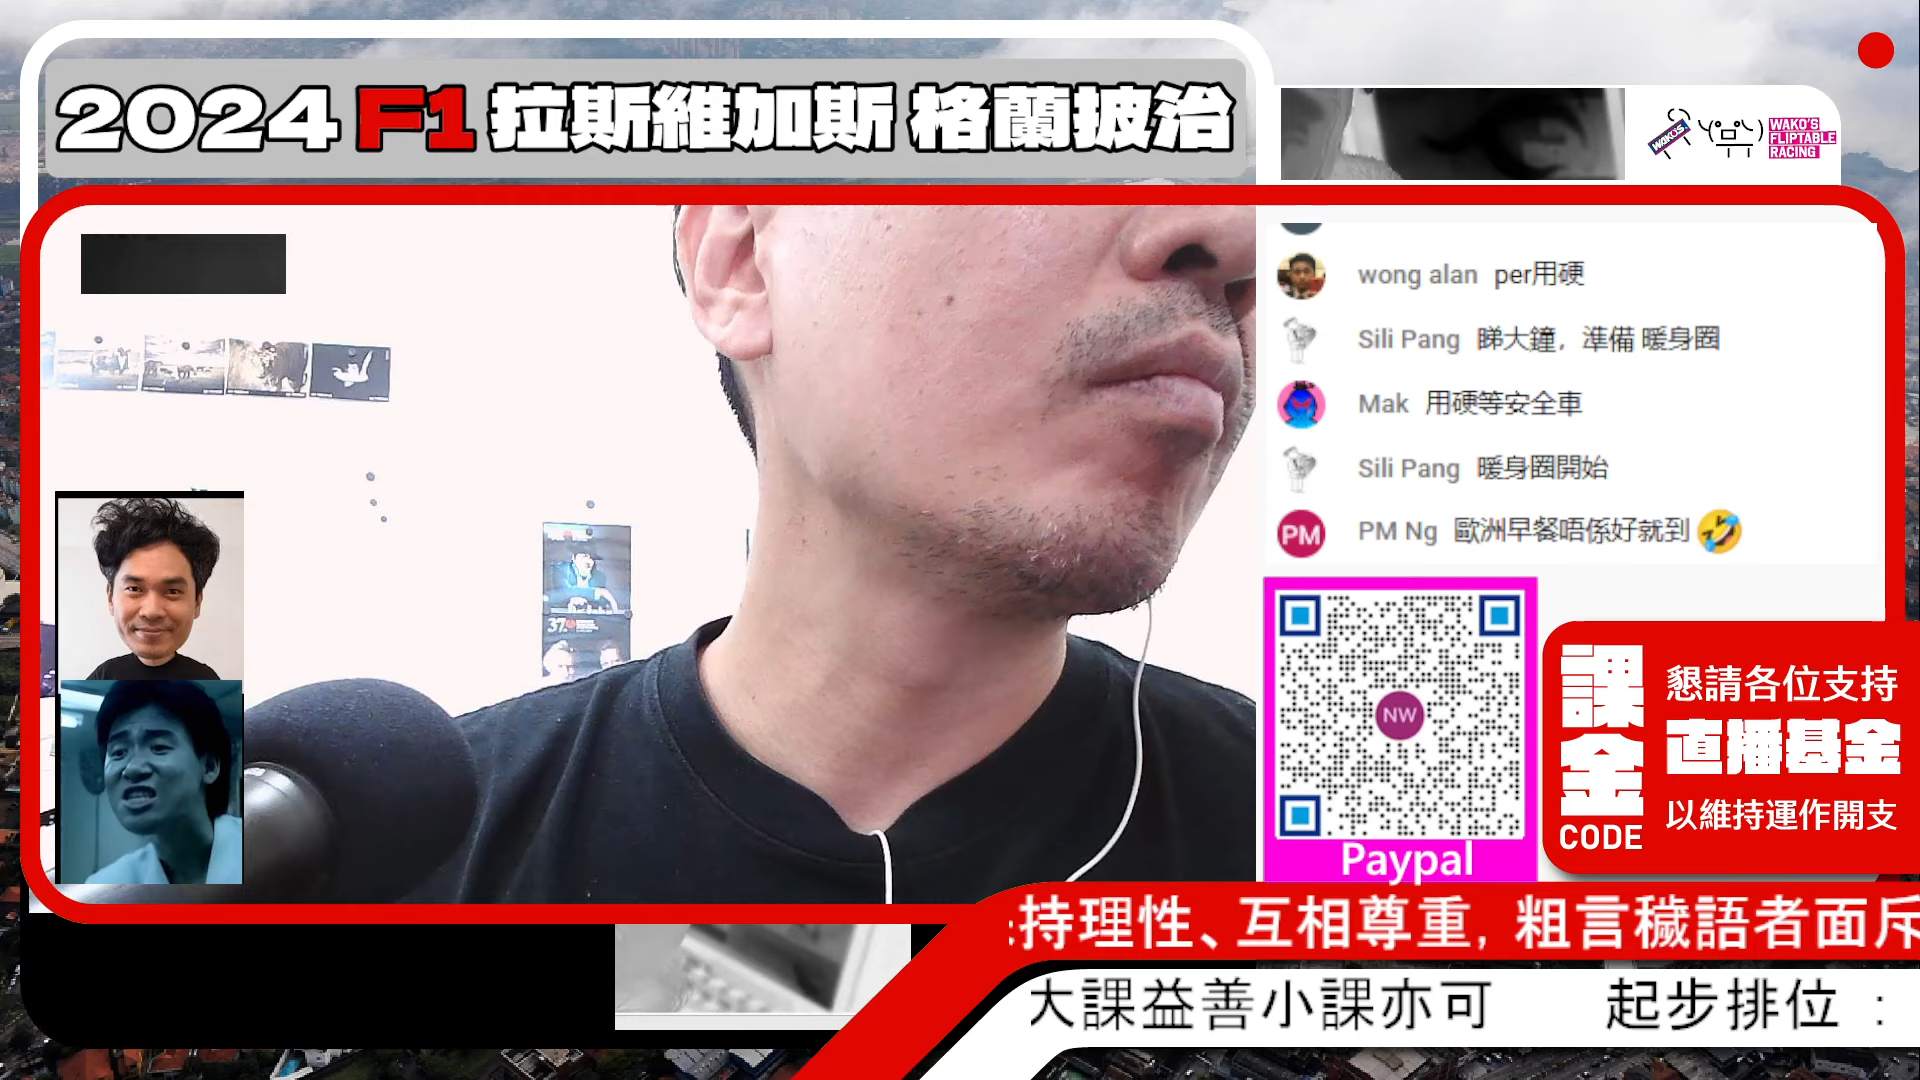 2024 F1 拉斯維加斯 格蘭披治
WAKO'S
WAKO'S
FLIPTABLE
RACING
wong alan per用硬
Sili Pang 睇大鐘，準備 暖身圈
Mak 用硬等安全車
Sili Pang 暖身圈開始
PM PM Ng 歐洲早餐唔係好就到 🤣
37
NW
Paypal
課金
CODE
懇請各位支持
直播基金
以維持運作開支
持理性、互相尊重，粗言穢語者面斥
大課益善小課亦可 起步排位 :